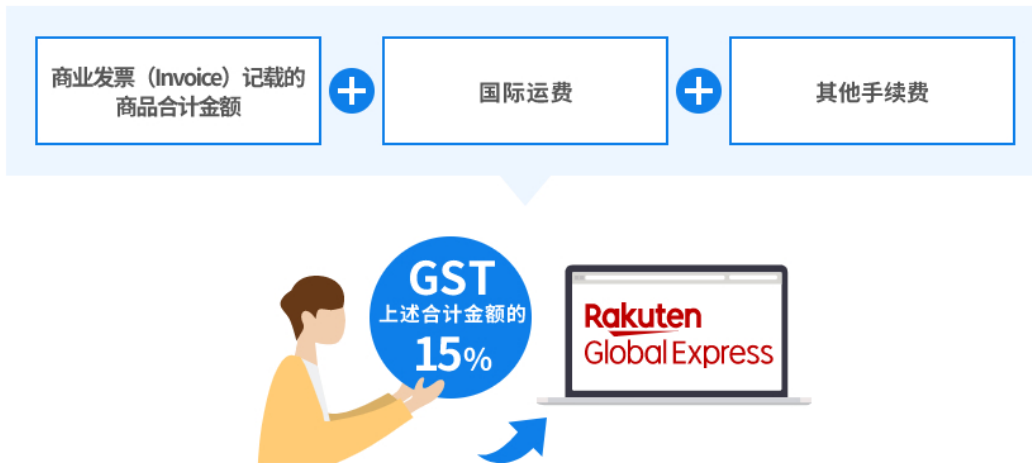 商业发票（Invoice）记载的
商品合计金额
国际运费
其他手续费
GST
上述合计金额的
15%
Rakuten
Global Express